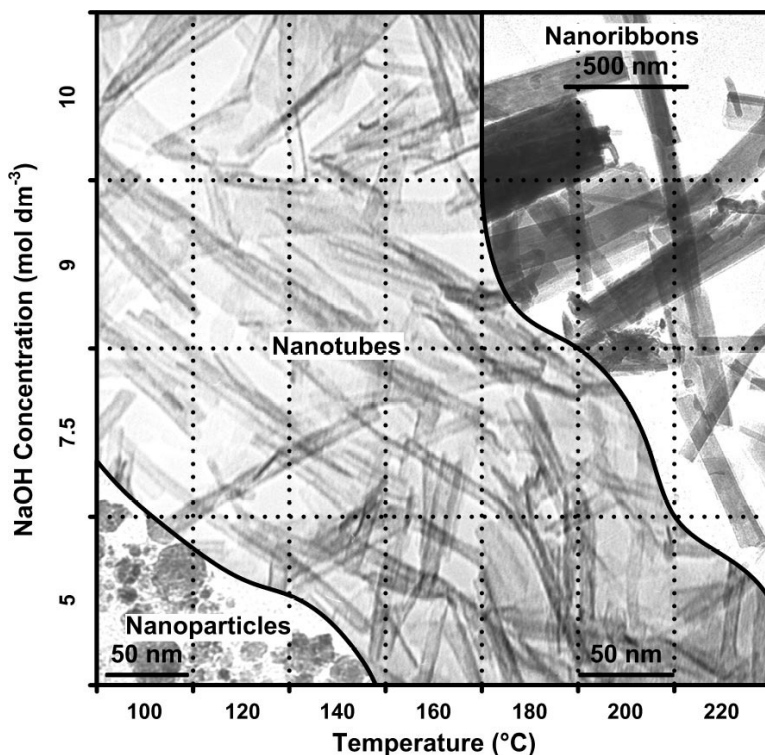 Nanoribbons
500 nm
10
9
Nanotubes
7.5
5
NaOH Concentration (mol dm⁻³)
Nanoparticles
50 nm
50 nm
100 120 140 160 180 200 220
Temperature (°C)